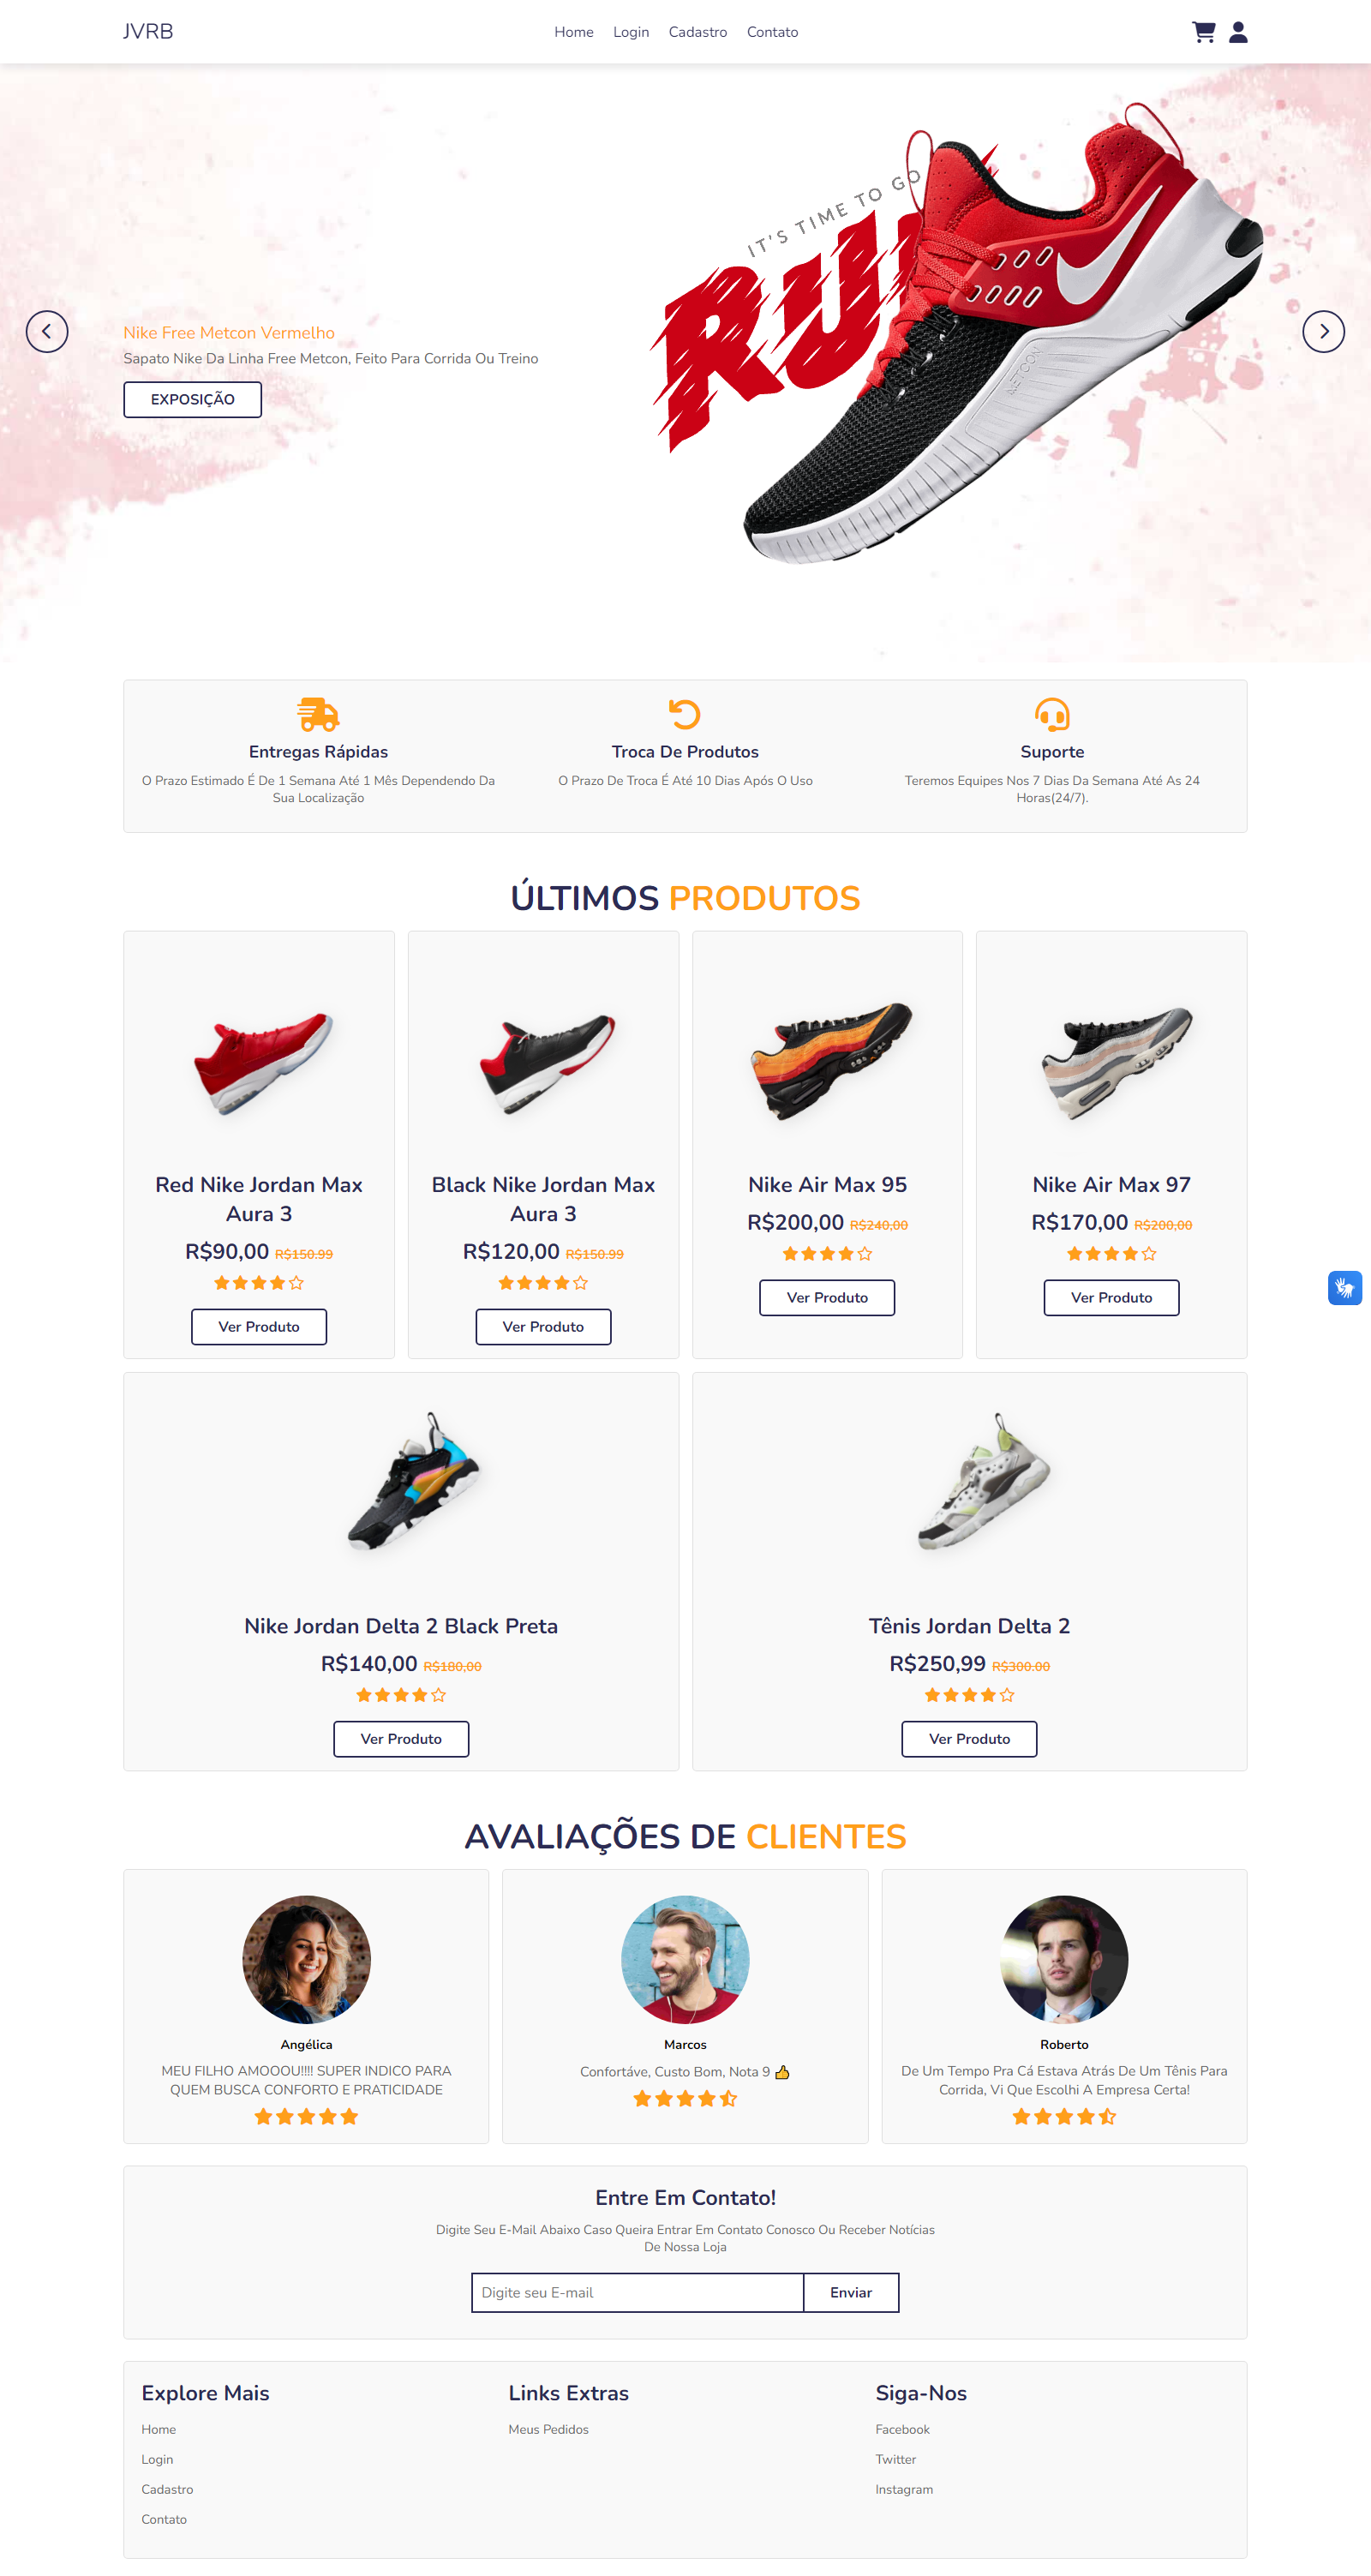 JVRB
Home Login Cadastro Contato
IT'S TIME TO GO
Nike Free Metcon Vermelho
Sapato Nike Da Linha Free Metcon, Feito Para Corrida Ou Treino
EXPOSIÇÃO
METCON
Entregas Rápidas
O Prazo Estimado É De 1 Semana Até 1 Mês Dependendo Da
Sua Localização
Troca De Produtos
O Prazo De Troca É Até 10 Dias Após O Uso
Suporte
Teremos Equipes Nos 7 Dias Da Semana Até As 24
Horas(24/7).
ÚLTIMOS PRODUTOS
Red Nike Jordan Max
Aura 3
R$90,00 R$150.99
Ver Produto
Black Nike Jordan Max
Aura 3
R$120,00 R$150.99
Ver Produto
Nike Air Max 95
R$200,00 R$240,00
Ver Produto
Nike Air Max 97
R$170,00 R$200,00
Ver Produto
Nike Jordan Delta 2 Black Preta
R$140,00 R$180,00
Ver Produto
Tênis Jordan Delta 2
R$250,99 R$300.00
Ver Produto
AVALIAÇÕES DE CLIENTES
Angélica
MEU FILHO AMOOOU!!!! SUPER INDICO PARA
QUEM BUSCA CONFORTO E PRATICIDADE
Marcos
Confortáve, Custo Bom, Nota 9 👍
Roberto
De Um Tempo Pra Cá Estava Atrás De Um Tênis Para
Corrida, Vi Que Escolhi A Empresa Certa!
Entre Em Contato!
Digite Seu E-Mail Abaixo Caso Queira Entrar Em Contato Conosco Ou Receber Notícias
De Nossa Loja
Digite seu E-mail Enviar
Explore Mais
Home
Login
Cadastro
Contato
Links Extras
Meus Pedidos
Siga-Nos
Facebook
Twitter
Instagram